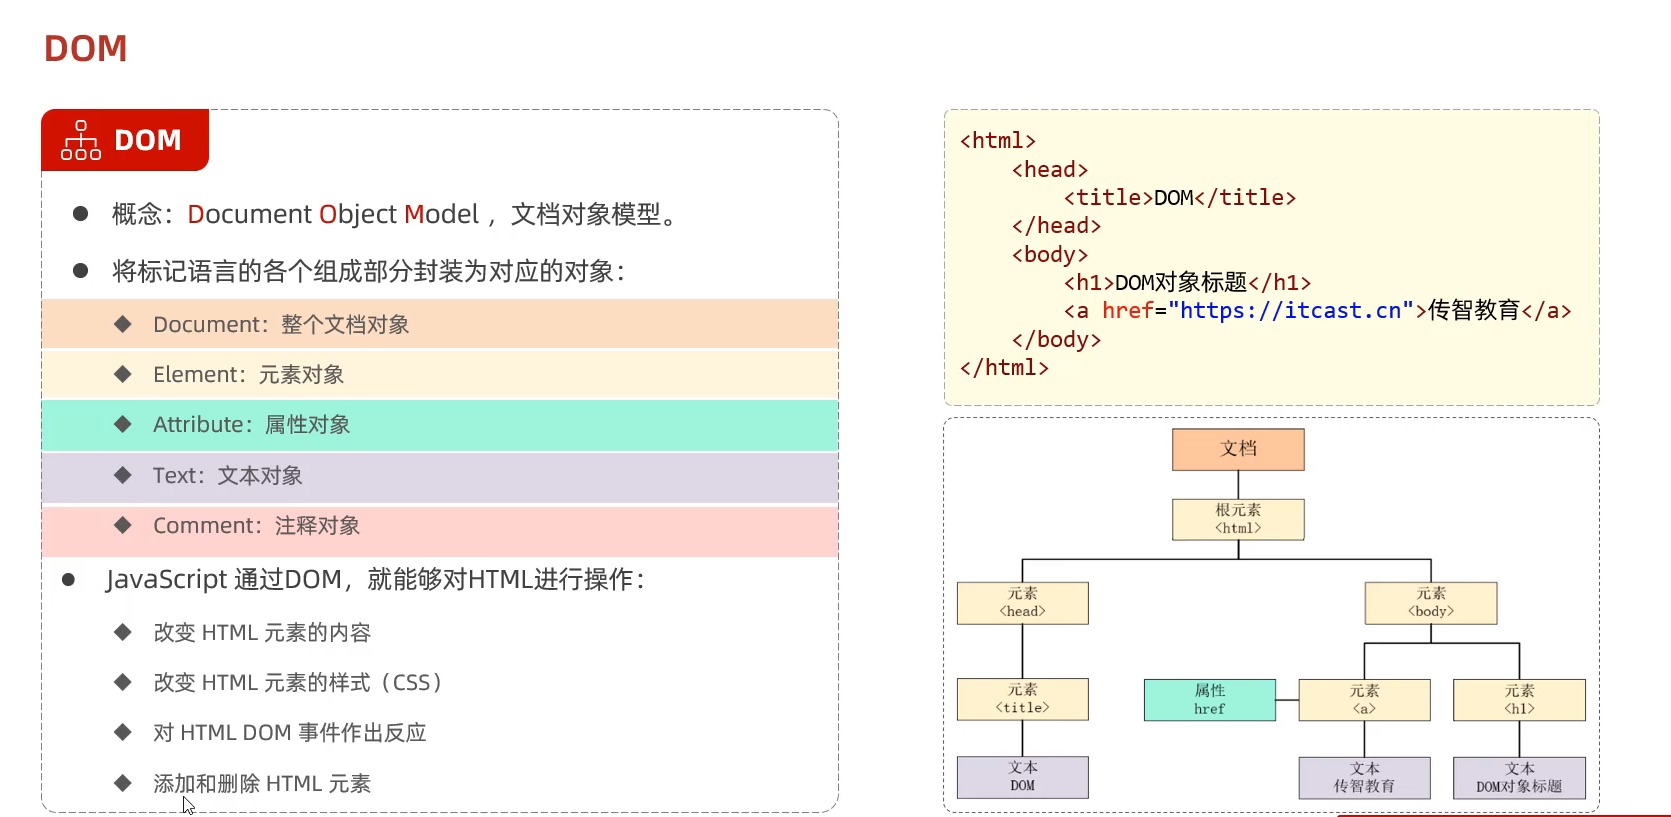 DOM
DOM
概念：Document Object Model ，文档对象模型。
将标记语言的各个组成部分封装为对应的对象：
Document：整个文档对象
Element：元素对象
Attribute：属性对象
Text：文本对象
Comment：注释对象
JavaScript 通过DOM，就能够对HTML进行操作：
改变 HTML 元素的内容
改变 HTML 元素的样式（CSS）
对 HTML DOM 事件作出反应
添加和删除 HTML 元素
<html>
<head>
<title>DOM</title>
</head>
<body>
<h1>DOM对象标题</h1>
<a href="https://itcast.cn">传智教育</a>
</body>
</html>
文档
根元素
<html>
元素
<head>
元素
<body>
元素
<title>
属性
href
元素
<a>
元素
<h1>
文本
DOM
文本
传智教育
文本
DOM对象标题